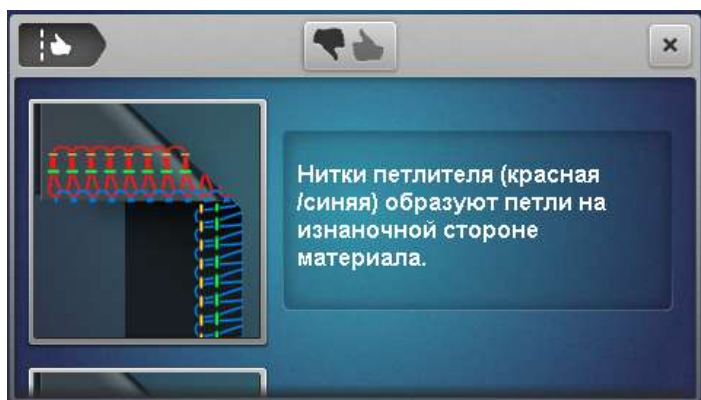 Нитки петлителя (красная
/синяя) образуют петли на
изнаночной стороне
материала.